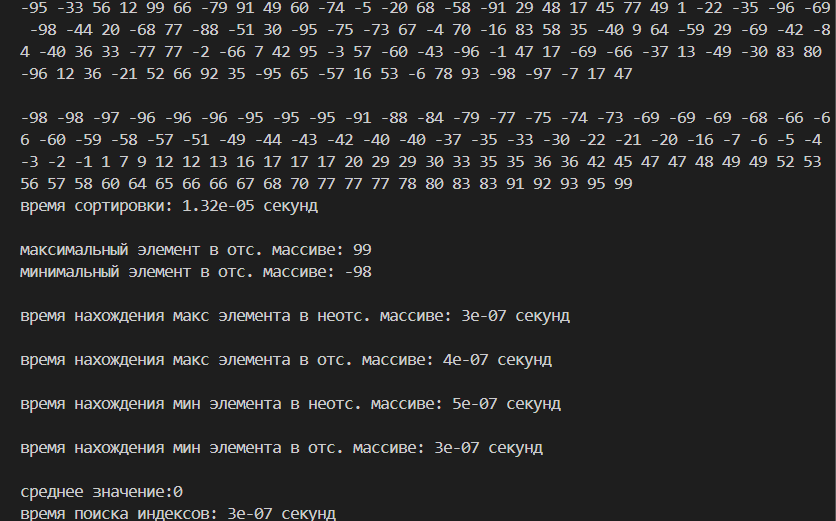 -95 -33 56 12 99 66 -79 91 49 60 -74 -5 -20 68 -58 -91 29 48 17 45 77 49 1 -22 -35 -96 -69
-98 -44 20 -68 77 -88 -51 30 -95 -75 -73 67 -4 70 -16 83 58 35 -40 9 64 -59 29 -69 -42 -8
4 -40 36 33 -77 77 -2 -66 7 42 95 -3 57 -60 -43 -96 -1 47 17 -69 -66 -37 13 -49 -30 83 80
-96 12 36 -21 52 66 92 35 -95 65 -57 16 53 -6 78 93 -98 -97 -7 17 47
-98 -98 -97 -96 -96 -96 -95 -95 -95 -91 -88 -84 -79 -77 -75 -74 -73 -69 -69 -69 -68 -66 -6
6 -60 -59 -58 -57 -51 -49 -44 -43 -42 -40 -40 -37 -35 -33 -30 -22 -21 -20 -16 -7 -6 -5 -4
-3 -2 -1 1 7 9 12 12 13 16 17 17 17 20 29 29 30 33 35 35 36 36 42 45 47 47 48 49 49 52 53
56 57 58 60 64 65 66 66 67 68 70 77 77 77 78 80 83 83 91 92 93 95 99
время сортировки: 1.32e-05 секунд
максимальный элемент в отс. массиве: 99
минимальный элемент в отс. массиве: -98
время нахождения макс элемента в неотс. массиве: 3e-07 секунд
время нахождения макс элемента в отс. массиве: 4e-07 секунд
время нахождения мин элемента в неотс. массиве: 5e-07 секунд
время нахождения мин элемента в отс. массиве: 3e-07 секунд
среднее значение:0
время поиска индексов: 3e-07 секунд